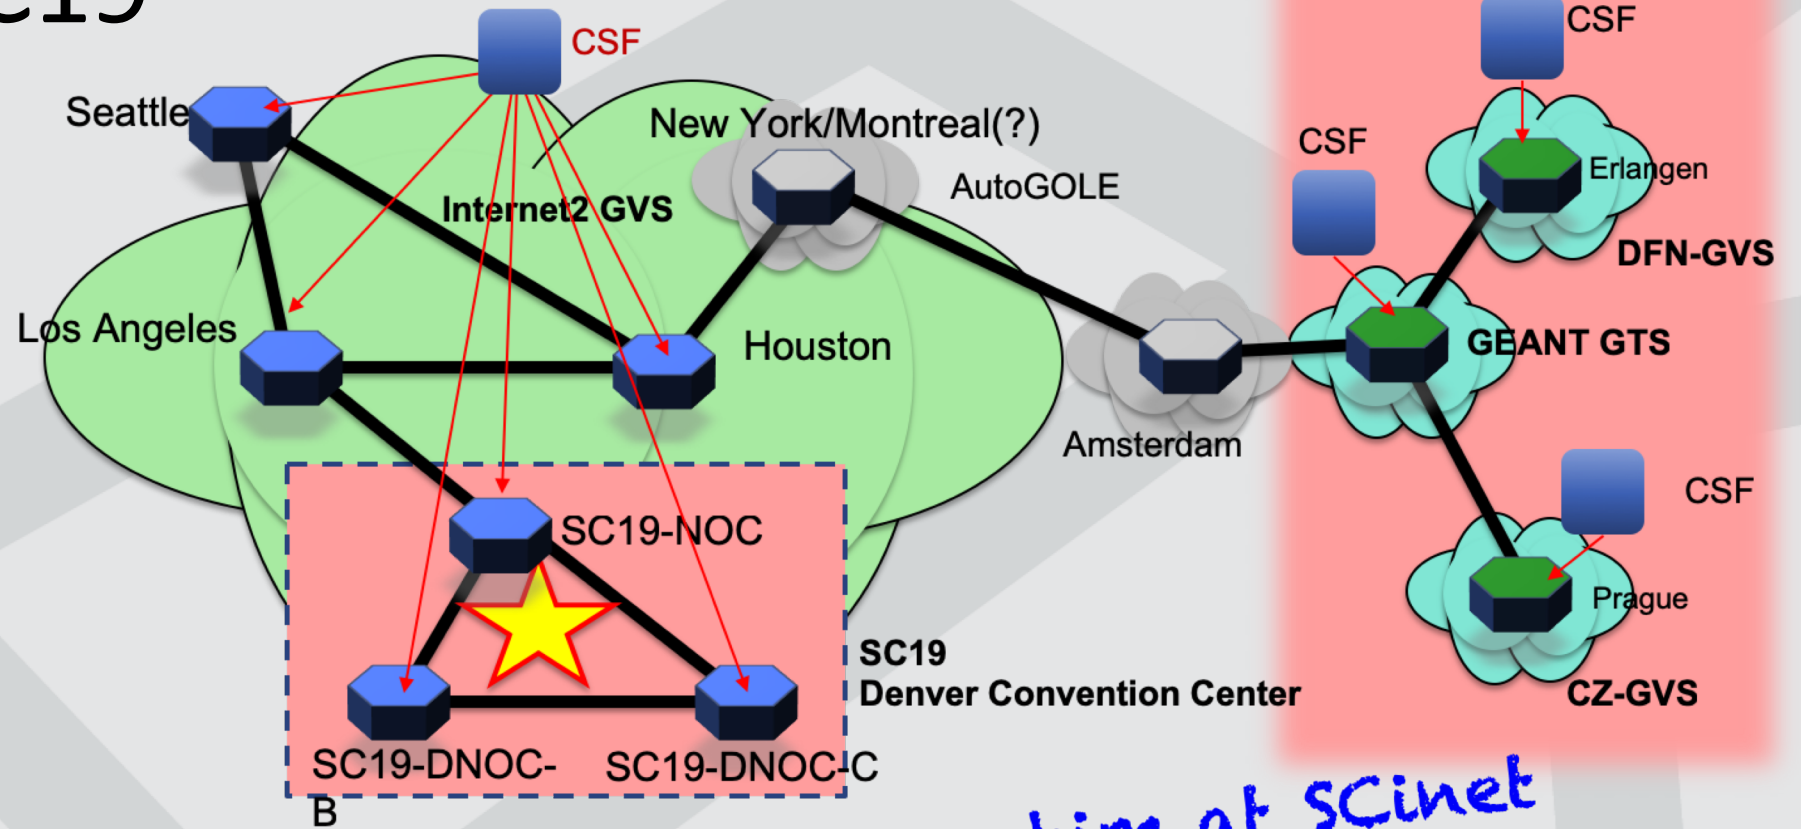 CSF
CSF
Seattle
New York/Montreal(?)
CSF
AutoGOLE
Erlangen
Internet2 GVS
DFN-GVS
Los Angeles
Houston
GEANT GTS
Amsterdam
CSF
SC19-NOC
Prague
SC19
Denver Convention Center
CZ-GVS
SC19-DNOC-
B
SC19-DNOC-C
at SCinet